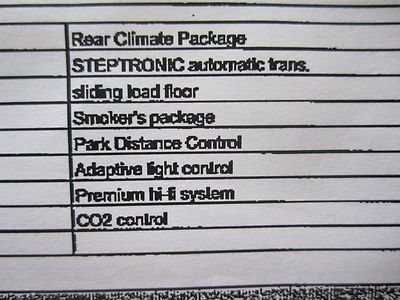 Rear Climate Package
STEPTRONIC automatic trans.
sliding load floor
Smoker's package
Park Distance Control
Adaptive light control
Premium hi-fi system
CO2 control